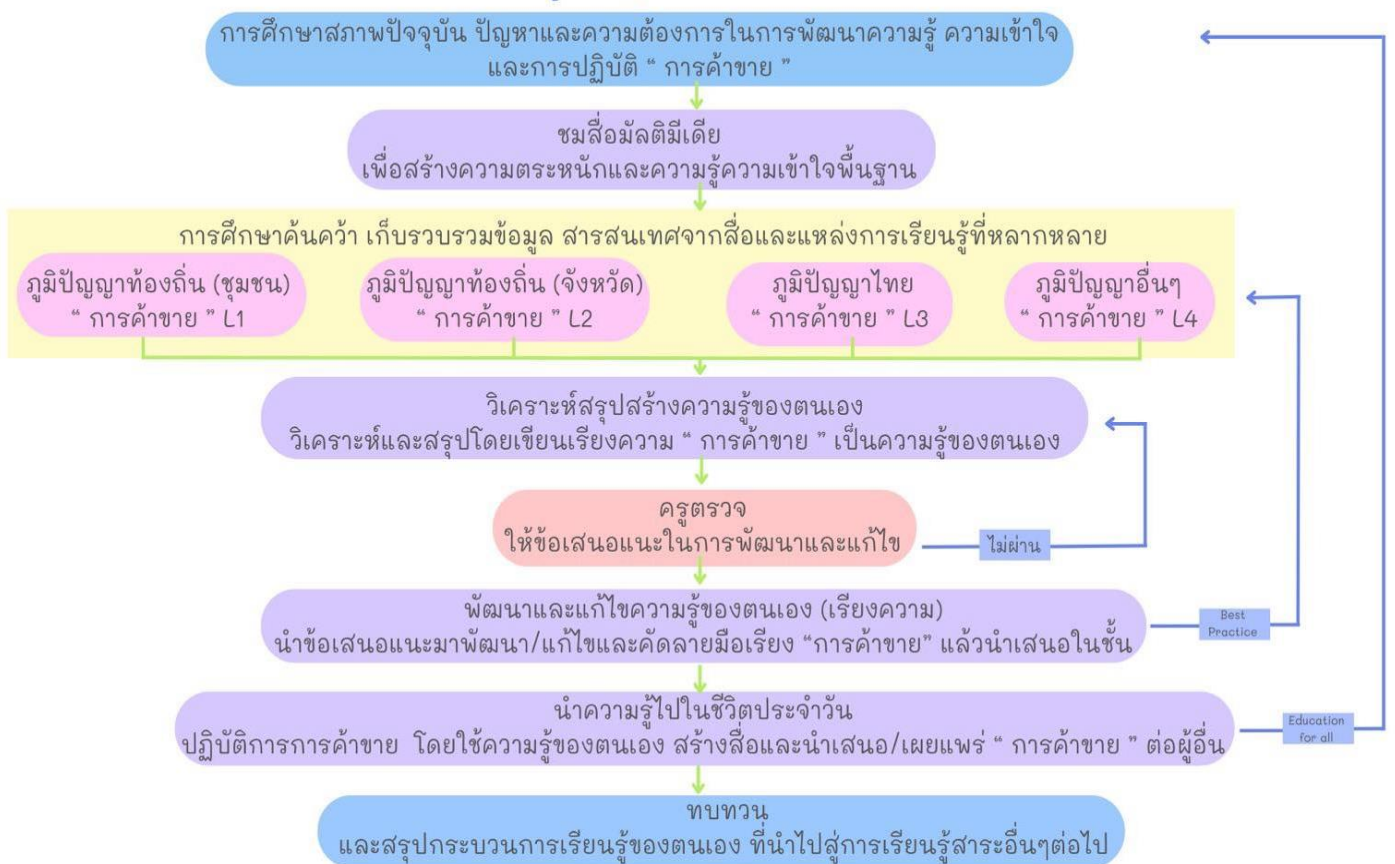 การศึกษาสภาพปัจจุบัน ปัญหาและความต้องการในการพัฒนาความรู้ ความเข้าใจ
และการปฏิบัติ “ การค้าขาย ”
ชมสื่อมัลติมีเดีย
เพื่อสร้างความตระหนักและความรู้ความเข้าใจพื้นฐาน
การศึกษาค้นคว้า เก็บรวบรวมข้อมูล สารสนเทศจากสื่อและแหล่งการเรียนรู้ที่หลากหลาย
ภูมิปัญญาท้องถิ่น (ชุมชน)
“ การค้าขาย ” L1
ภูมิปัญญาท้องถิ่น (จังหวัด)
“ การค้าขาย ” L2
ภูมิปัญญาไทย
“ การค้าขาย ” L3
ภูมิปัญญาอื่นๆ
“ การค้าขาย ” L4
วิเคราะห์สรุปสร้างความรู้ของตนเอง
วิเคราะห์และสรุปโดยเขียนเรียงความ “ การค้าขาย ” เป็นความรู้ของตนเอง
ครูตรวจ
ให้ข้อเสนอแนะในการพัฒนาและแก้ไข
ไม่ผ่าน
พัฒนาและแก้ไขความรู้ของตนเอง (เรียงความ)
นำข้อเสนอแนะมาพัฒนา/แก้ไขและคัดลายมือเรียง “การค้าขาย” แล้วนำเสนอในชั้น
Best
Practice
นำความรู้ไปในชีวิตประจำวัน
ปฏิบัติการการค้าขาย โดยใช้ความรู้ของตนเอง สร้างสื่อและนำเสนอ/เผยแพร่ “ การค้าขาย ” ต่อผู้อื่น
Education
for all
ทบทวน
และสรุปกระบวนการเรียนรู้ของตนเอง ที่นำไปสู่การเรียนรู้สาระอื่นๆต่อไป